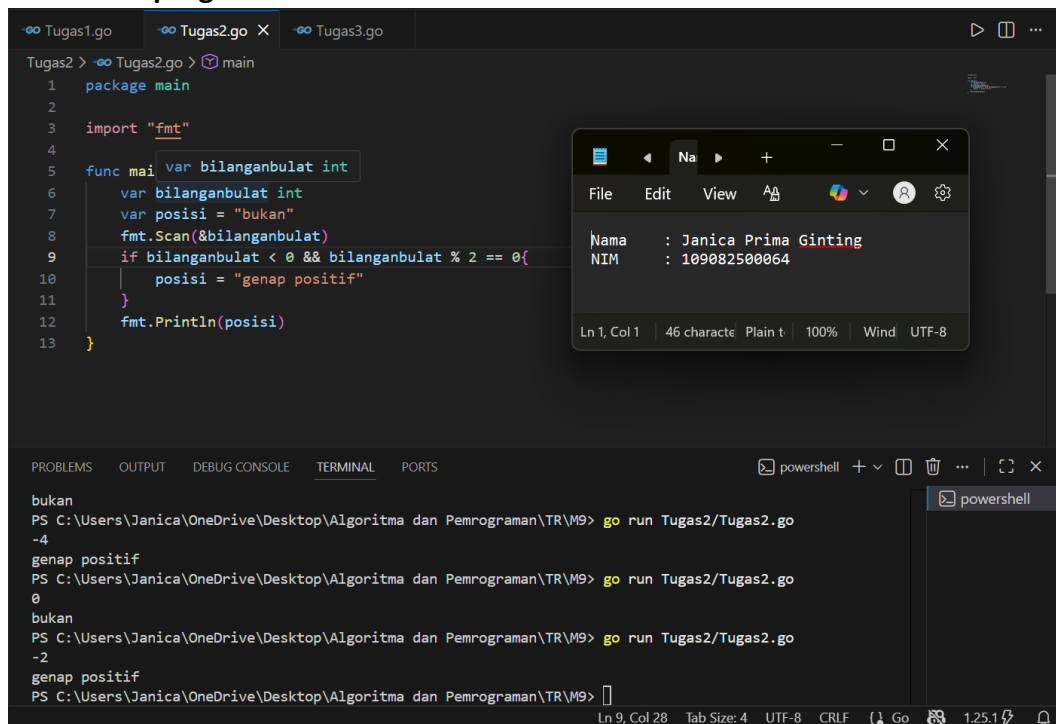 Tugas1.go Tugas2.go Tugas3.go
Tugas2 > Tugas2.go > main
1 package main
2
3 import "fmt"
4
5 func mai var bilanganbulat int
6 var bilanganbulat int
7 var posisi = "bukan"
8 fmt.Scan(&bilanganbulat)
9 if bilanganbulat < 0 && bilanganbulat % 2 == 0{
10 posisi = "genap positif"
11 }
12 fmt.Println(posisi)
13 }
Na
File Edit View
Nama : Janica Prima Ginting
NIM : 109082500064
Ln 1, Col 1 46 characte Plain t 100% Wind UTF-8
PROBLEMS OUTPUT DEBUG CONSOLE TERMINAL PORTS
powershell
powershell
bukan
PS C:\Users\Janica\OneDrive\Desktop\Algoritma dan Pemrograman\TR\M9> go run Tugas2/Tugas2.go
-4
genap positif
PS C:\Users\Janica\OneDrive\Desktop\Algoritma dan Pemrograman\TR\M9> go run Tugas2/Tugas2.go
0
bukan
PS C:\Users\Janica\OneDrive\Desktop\Algoritma dan Pemrograman\TR\M9> go run Tugas2/Tugas2.go
-2
genap positif
PS C:\Users\Janica\OneDrive\Desktop\Algoritma dan Pemrograman\TR\M9>
Ln 9, Col 28 Tab Size: 4 UTF-8 CRLF Go 1.25.1